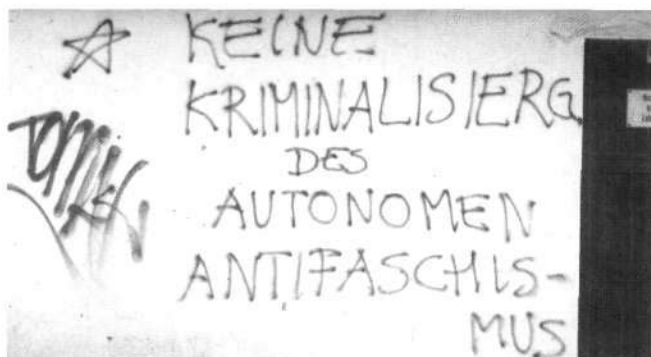 KEINE
KRIMINALISIERG.
DES
AUTONOMEN
ANTIFASCHIS-
MUS